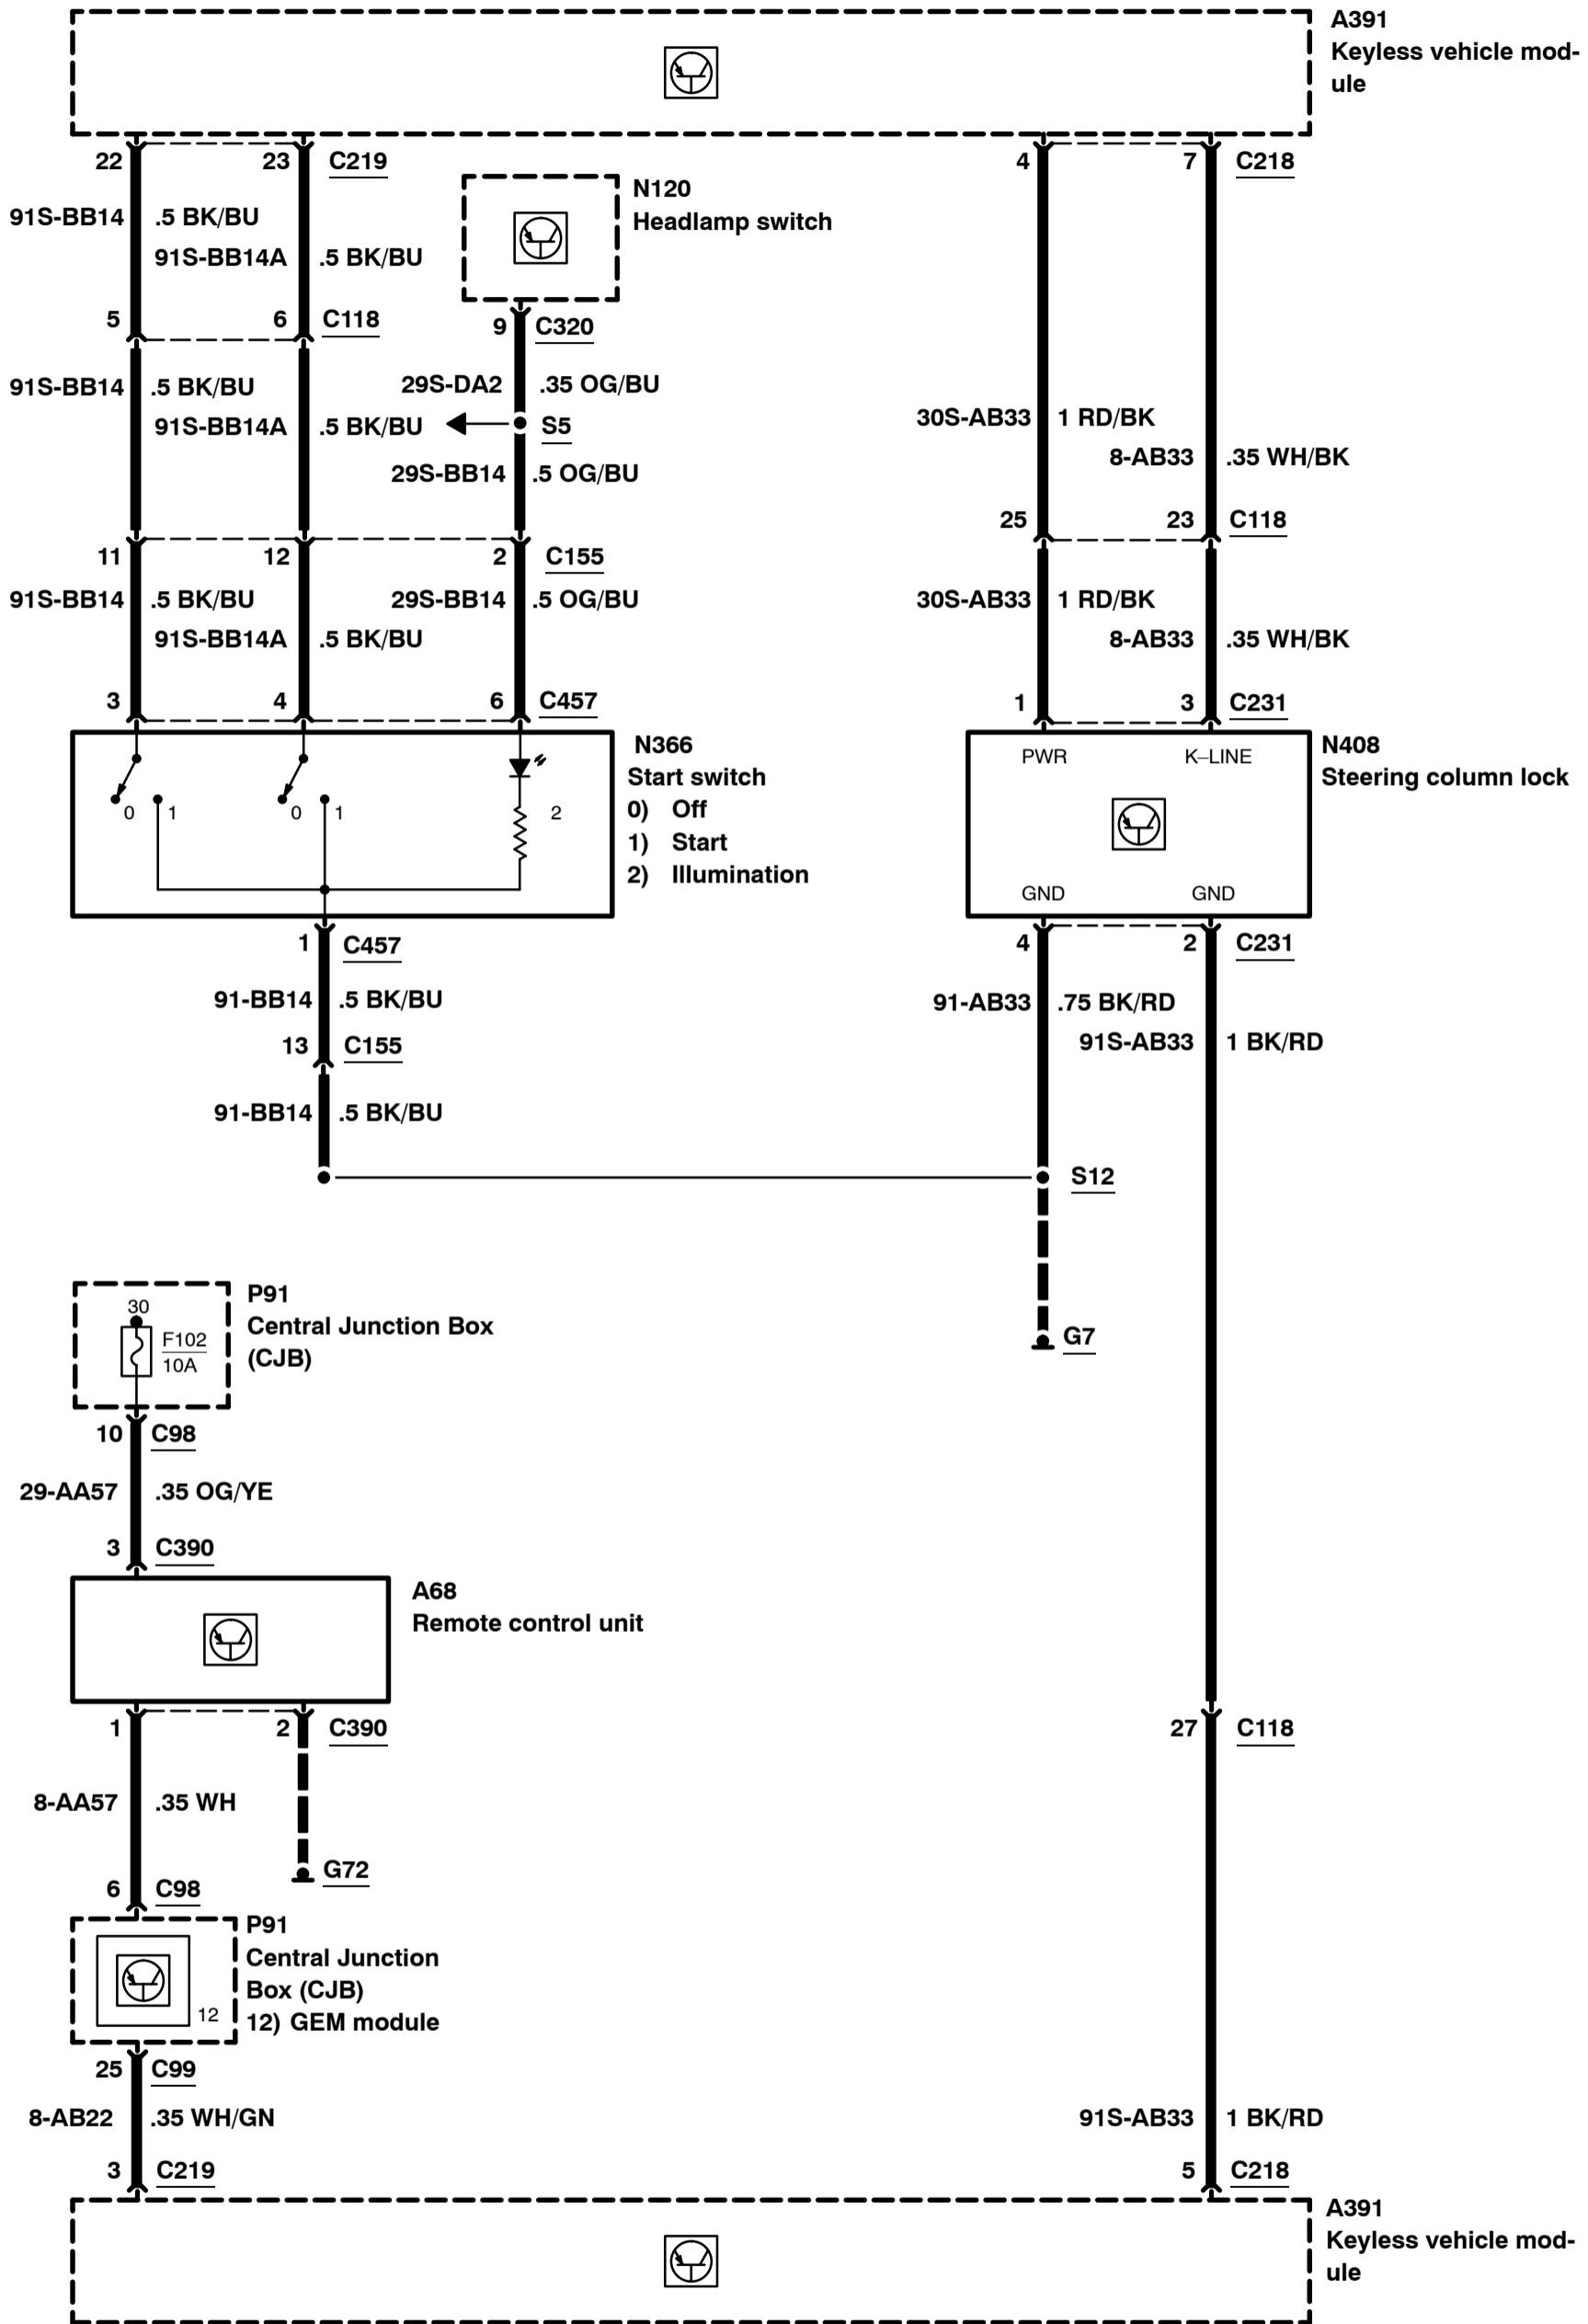 A391
Keyless vehicle mod-
ule
22 23 C219 4 7 C218
N120
Headlamp switch
91S-BB14 .5 BK/BU
91S-BB14A .5 BK/BU
5 6 C118
9 C320
91S-BB14 .5 BK/BU 29S-DA2 .35 OG/BU
91S-BB14A .5 BK/BU S5
30S-AB33 1 RD/BK
8-AB33 .35 WH/BK
29S-BB14 .5 OG/BU
25 23 C118
11 12 2 C155
91S-BB14 .5 BK/BU 29S-BB14 .5 OG/BU 30S-AB33 1 RD/BK
91S-BB14A .5 BK/BU 8-AB33 .35 WH/BK
3 4 6 C457 1 3 C231
N366
Start switch
0) Off
1) Start
2) Illumination
0 1 0 1 2
PWR K–LINE
GND GND
N408
Steering column lock
1 C457 4 2 C231
91-BB14 .5 BK/BU 91-AB33 .75 BK/RD
91S-AB33 1 BK/RD
13 C155
91-BB14 .5 BK/BU
S12
G7
30
F102
10A
P91
Central Junction Box
(CJB)
10 C98
29-AA57 .35 OG/YE
3 C390
A68
Remote control unit
1 2 C390 27 C118
8-AA57 .35 WH
G72
6 C98
P91
Central Junction
Box (CJB)
12) GEM module
12
25 C99
8-AB22 .35 WH/GN 91S-AB33 1 BK/RD
3 C219 5 C218
A391
Keyless vehicle mod-
ule